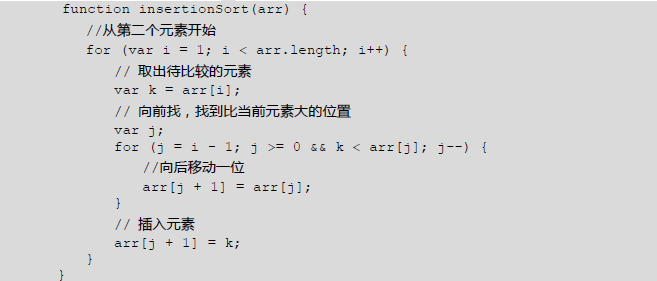 function insertionSort(arr) {
//从第二个元素开始
for (var i = 1; i < arr.length; i++) {
// 取出待比较的元素
var k = arr[i];
// 向前找，找到比当前元素大的位置
var j;
for (j = i - 1; j >= 0 && k < arr[j]; j--) {
//向后移动一位
arr[j + 1] = arr[j];
}
// 插入元素
arr[j + 1] = k;
}
}